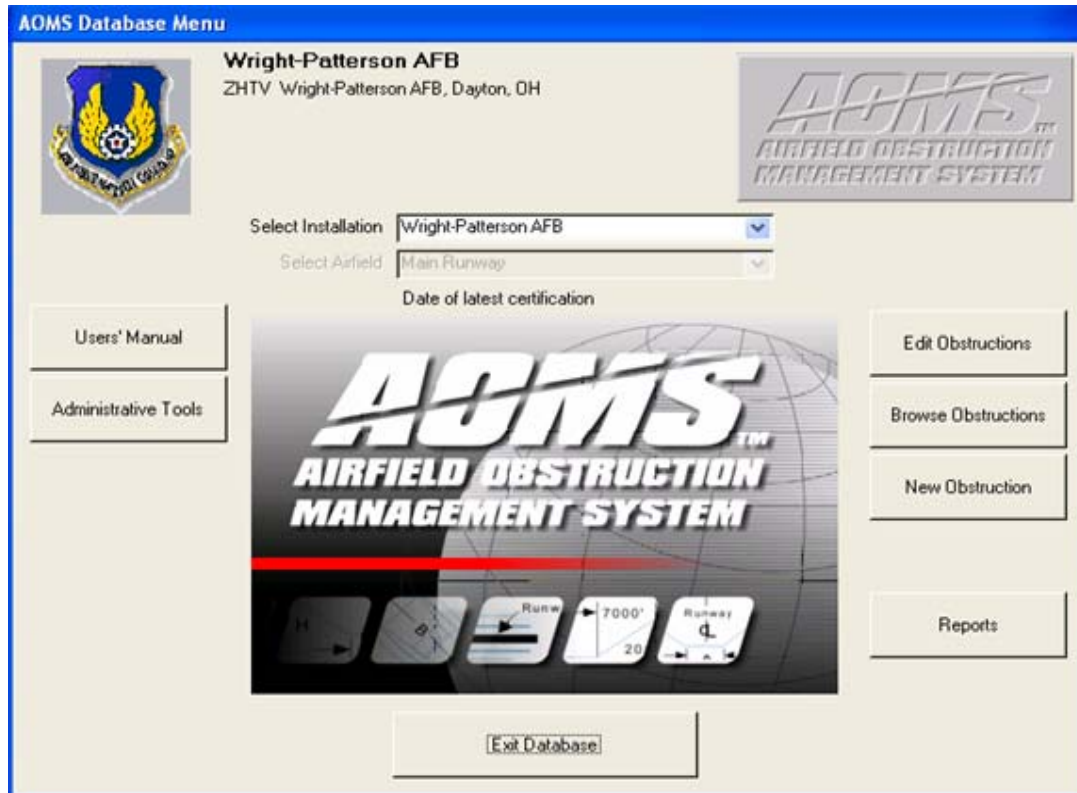 AOMS Database Menu
Wright-Patterson AFB
ZHTV Wright-Patterson AFB, Dayton, OH
AOMS™
AIRFIELD OBSTRUCTION
MANAGEMENT SYSTEM
Select Installation Wright-Patterson AFB
Select Airfield Main Runway
Date of latest certification
Users' Manual
Administrative Tools
AOMS™
AIRFIELD OBSTRUCTION
MANAGEMENT SYSTEM
H
B
Runw
7000'
20
Runway
A
Edit Obstructions
Browse Obstructions
New Obstruction
Reports
Exit Database